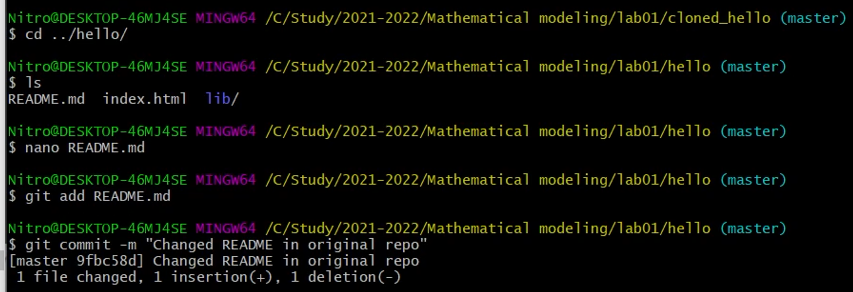 Nitro@DESKTOP-46MJ4SE MINGW64 /C/Study/2021-2022/Mathematical modeling/lab01/cloned_hello (master)
$ cd ../hello/
Nitro@DESKTOP-46MJ4SE MINGW64 /C/Study/2021-2022/Mathematical modeling/lab01/hello (master)
$ ls
README.md  index.html  lib/
Nitro@DESKTOP-46MJ4SE MINGW64 /C/Study/2021-2022/Mathematical modeling/lab01/hello (master)
$ nano README.md
Nitro@DESKTOP-46MJ4SE MINGW64 /C/Study/2021-2022/Mathematical modeling/lab01/hello (master)
$ git add README.md
Nitro@DESKTOP-46MJ4SE MINGW64 /C/Study/2021-2022/Mathematical modeling/lab01/hello (master)
$ git commit -m "Changed README in original repo"
[master 9fbc58d] Changed README in original repo
 1 file changed, 1 insertion(+), 1 deletion(-)